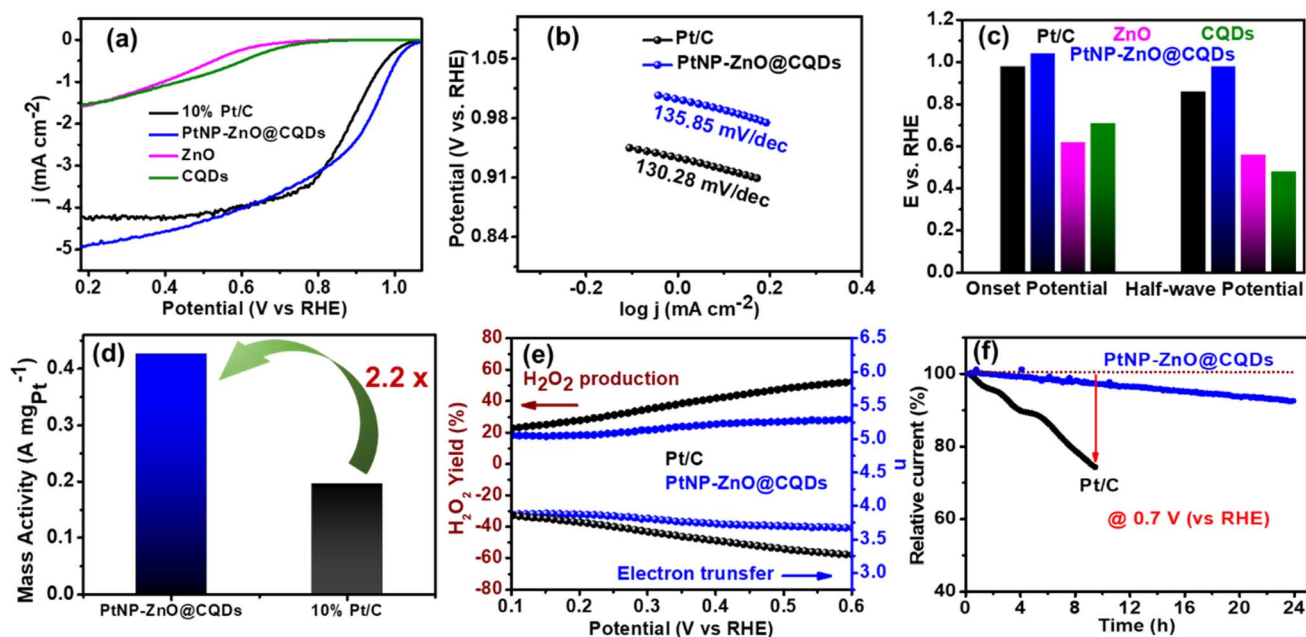 (a)
0
-1
-2
-3
-4
-5
j (mA cm-2)
10% Pt/C
PtNP-ZnO@CQDs
ZnO
CQDs
0.2 0.4 0.6 0.8 1.0
Potential (V vs RHE)
(b)
Pt/C
PtNP-ZnO@CQDs
1.05
0.98
0.91
0.84
Potential (V vs. RHE)
135.85 mV/dec
130.28 mV/dec
-0.2 0.0 0.2 0.4
log j (mA cm-2)
(c)
Pt/C ZnO CQDs
PtNP-ZnO@CQDs
1.2
1.0
0.8
0.6
0.4
0.2
0.0
E vs. RHE
Onset Potential Half-wave Potential
(d)
0.4
0.3
0.2
0.1
0.0
Mass Activity (A mgPt-1)
2.2 x
PtNP-ZnO@CQDs 10% Pt/C
(e)
80
60
40
20
0
-20
-40
-60
-80
H2O2 Yield (%)
H2O2 production
Pt/C
PtNP-ZnO@CQDs
Electron trunsfer
6.5
6.0
5.5
5.0
4.5
4.0
3.5
3.0
n
0.1 0.2 0.3 0.4 0.5 0.6
Potential (V vs RHE)
(f)
PtNP-ZnO@CQDs
100
80
60
40
Relative current (%)
Pt/C
@ 0.7 V (vs RHE)
0 4 8 12 16 20 24
Time (h)